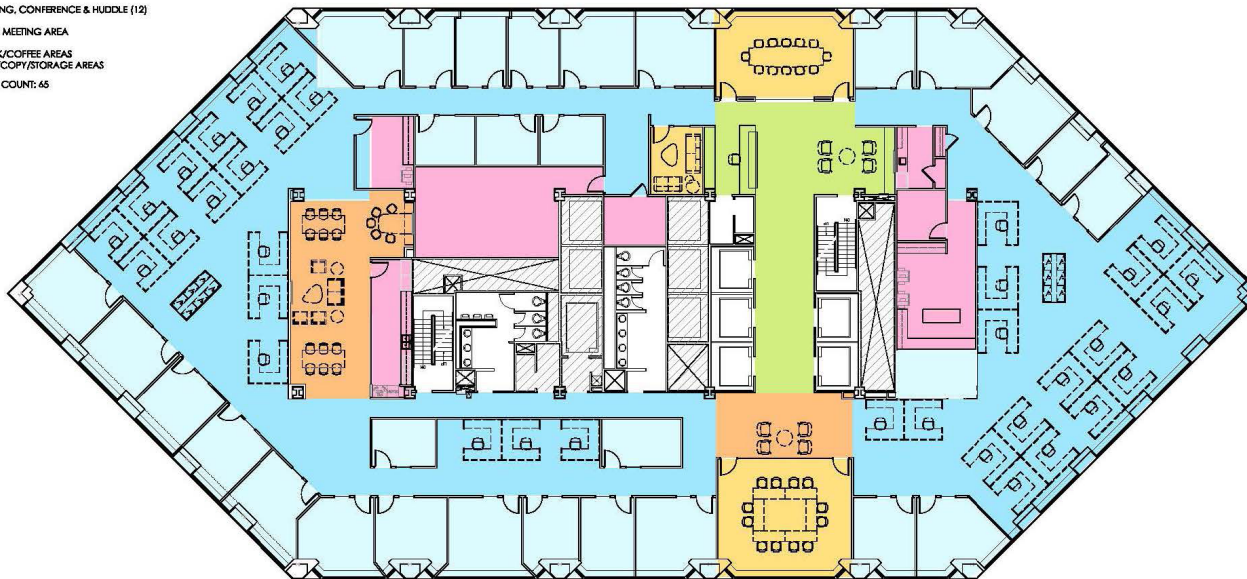 NG, CONFERENCE & HUDDLE (12)
MEETING AREA
/COFFEE AREAS
/COPY/STORAGE AREAS
COUNT: 65